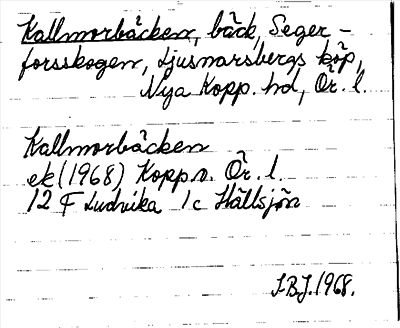 Kallmorbäcken, bäck, Seger-
forsskogen, Ljusnarsbergs köp,
Nya Kopp. hd, Ör. l.
Kallmorbäcken
ek (1968) Kopp.o. Ör. l.
12 F Ludvika 1c Hällsjön
I.B.J. 1968.